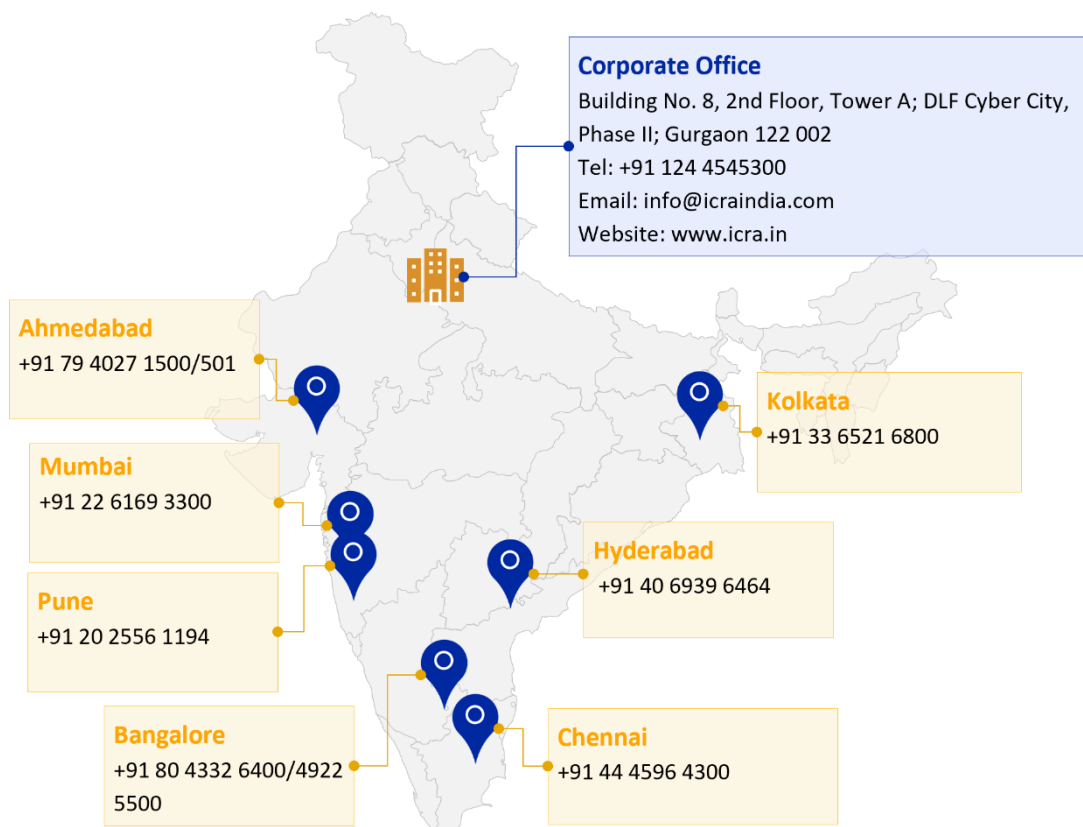 Corporate Office
Building No. 8, 2nd Floor, Tower A; DLF Cyber City,
Phase II; Gurgaon 122 002
Tel: +91 124 4545300
Email: info@icraindia.com
Website: www.icra.in
Ahmedabad
+91 79 4027 1500/501
Kolkata
+91 33 6521 6800
Mumbai
+91 22 6169 3300
Hyderabad
+91 40 6939 6464
Pune
+91 20 2556 1194
Bangalore
+91 80 4332 6400/4922
5500
Chennai
+91 44 4596 4300